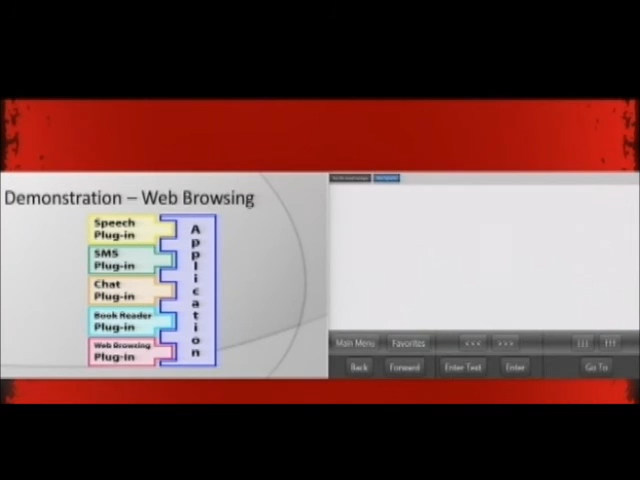 Demonstration – Web Browsing
Speech
Plug-in
SMS
Plug-in
Chat
Plug-in
Book Reader
Plug-in
Web Browsing
Plug-in
Application
Main Menu Favorites <<< >>> ↓↓↓ ↑↑↑
Back Forward Enter Text Enter Go To